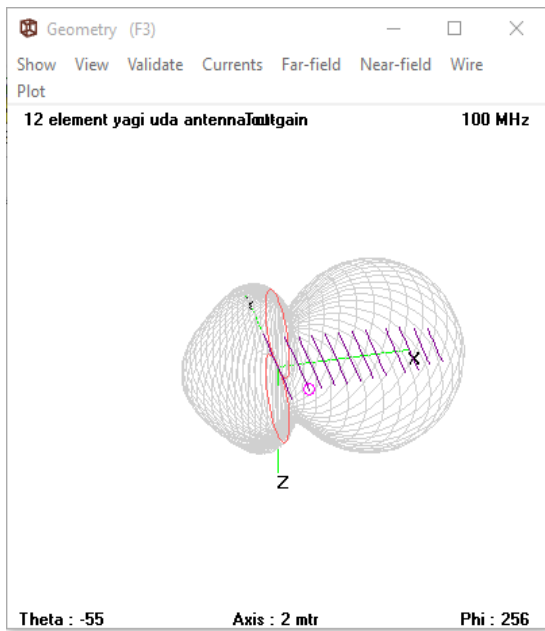 Geometry (F3)
Show View Validate Currents Far-field Near-field Wire
Plot
12 element yagi uda antenna 100 MHz
X
Z
Theta : -55 Axis : 2 mtr Phi : 256